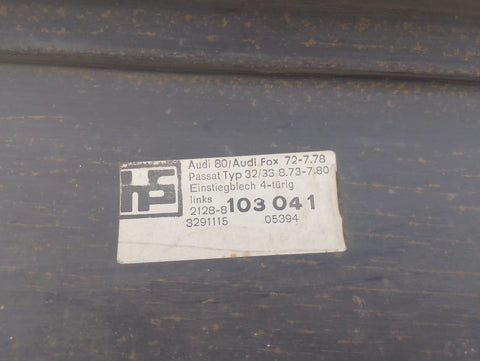 hs
Audi 80/Audi Fox 72-7.78
Passat Typ 32/33 8.73-7.80
Einstiegblech 4-türig
links
2128-8 103 041
3291115 05394